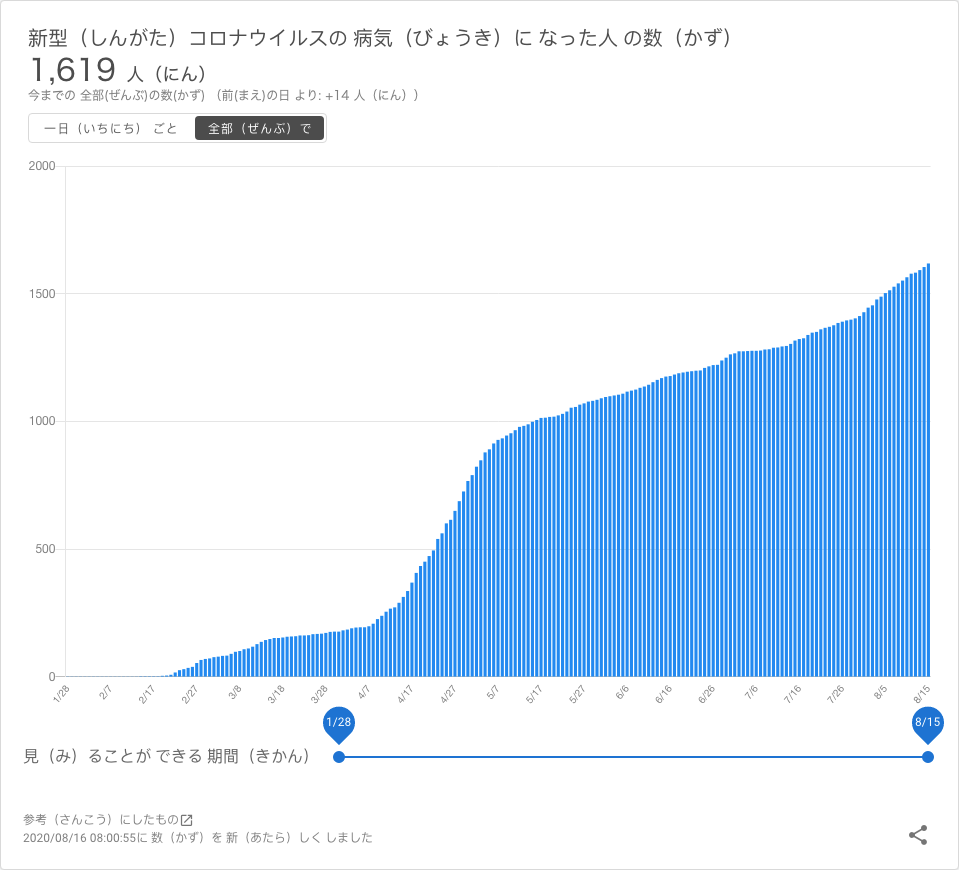 新型（しんがた）コロナウイルスの 病気（びょうき）に なった人 の数（かず）
1,619 人（にん）
今までの 全部(ぜんぶ)の数(かず) （前(まえ)の日 より: +14 人（にん））
一日（いちにち） ごと 全部（ぜんぶ）で
2000
1500
1000
500
0
1/28 2/7 2/17 2/27 3/8 3/18 3/28 4/7 4/17 4/27 5/7 5/17 5/27 6/6 6/16 6/26 7/6 7/16 7/26 8/5 8/15
1/28 8/15
見（み）ることが できる 期間（きかん）
参考（さんこう）にしたもの
2020/08/16 08:00:55に 数（かず）を 新（あたら）しく しました